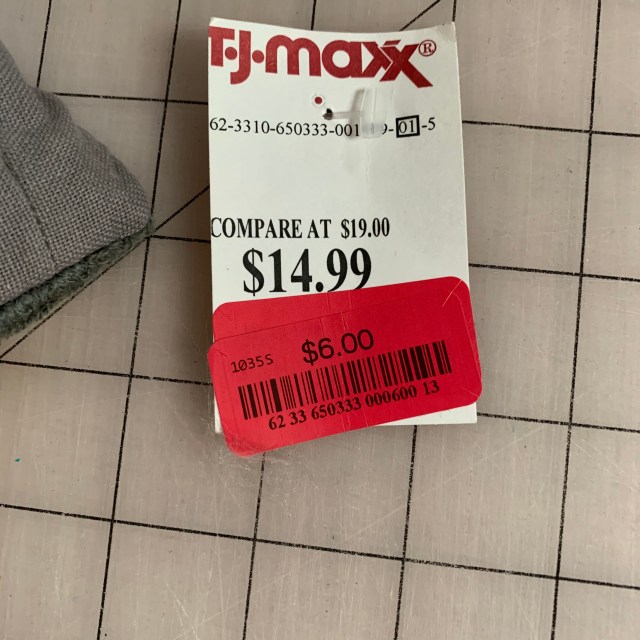 T·J·maxx®
62-3310-650333-001 9-01-5
COMPARE AT $19.00
$14.99
1035S $6.00
62 33 650333 000600 13